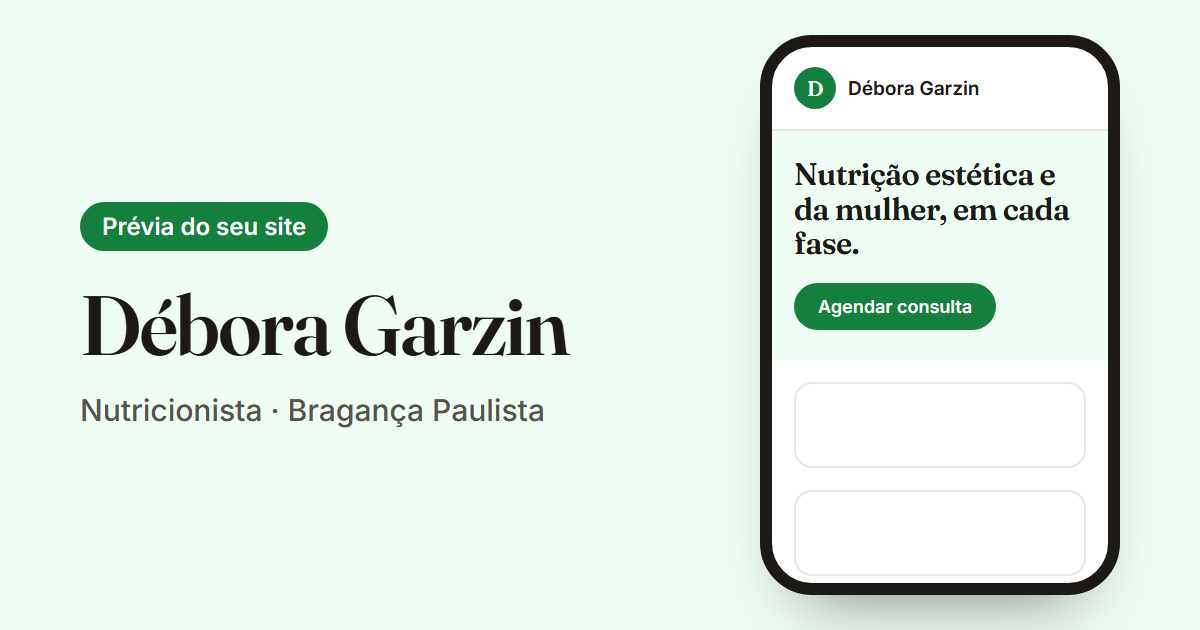 Prévia do seu site
Débora Garzin
Nutricionista · Bragança Paulista
D
Débora Garzin
Nutrição estética e
da mulher, em cada
fase.
Agendar consulta